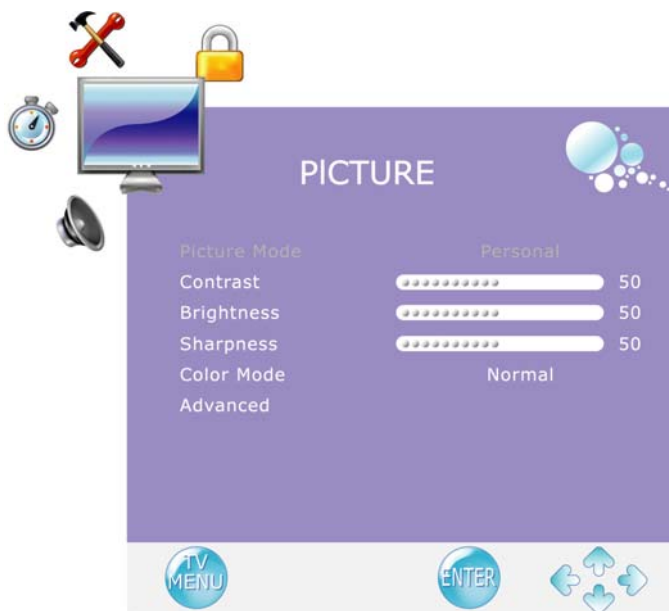 PICTURE
Picture Mode Personal
Contrast 50
Brightness 50
Sharpness 50
Color Mode Normal
Advanced
TV
MENU
ENTER